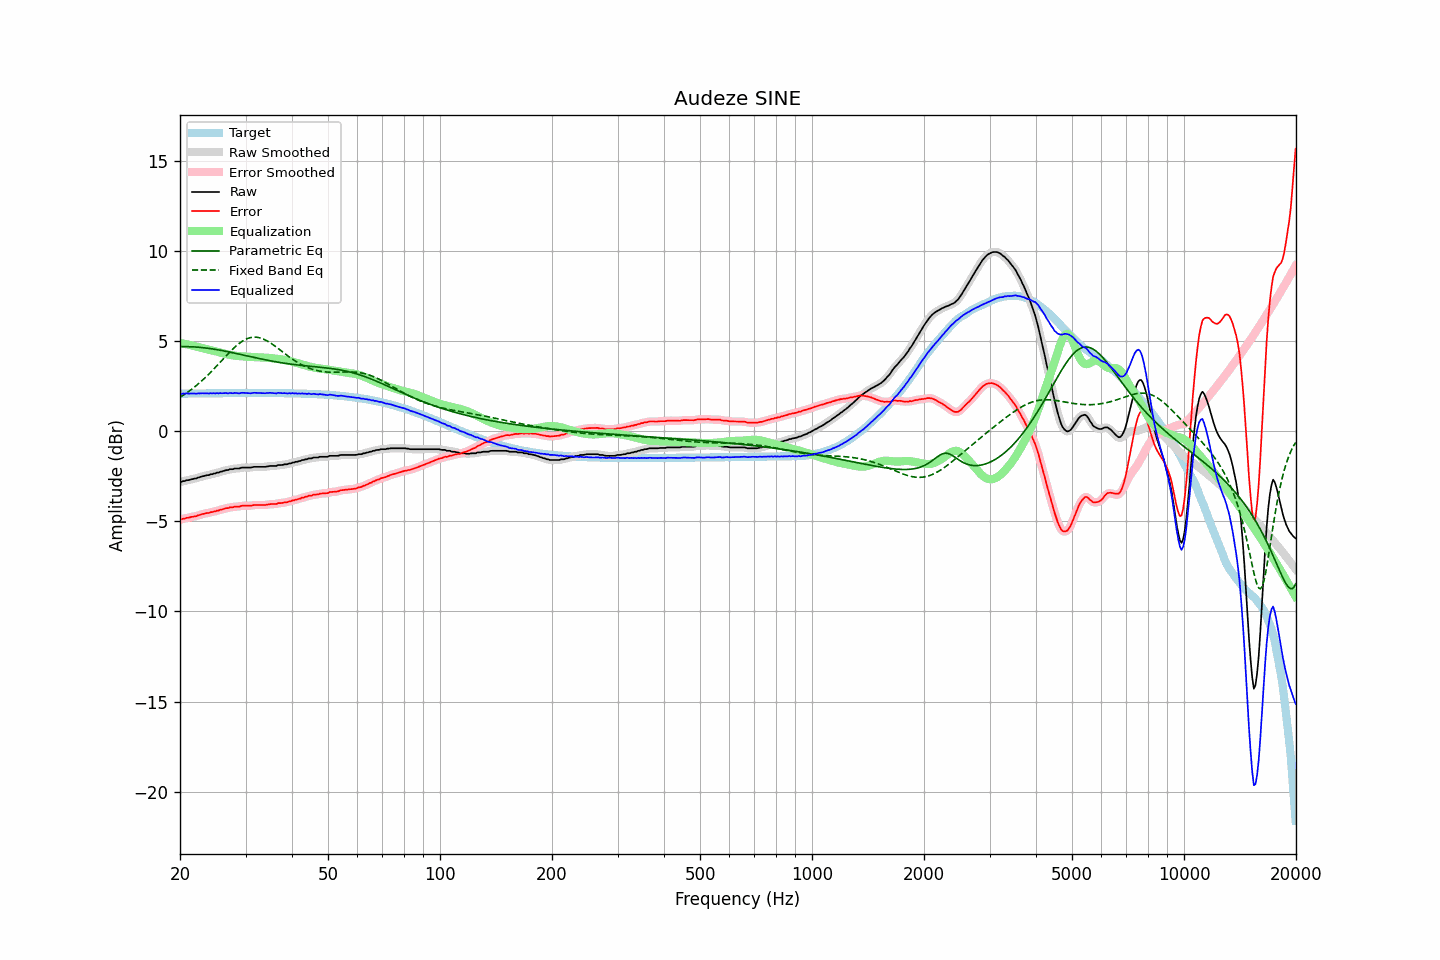 Audeze SINE
Target
Raw Smoothed
Error Smoothed
Raw
Error
Equalization
Parametric Eq
Fixed Band Eq
Equalized
Amplitude (dBr)
15
10
5
0
−5
−10
−15
−20
20 50 100 200 500 1000 2000 5000 10000 20000
Frequency (Hz)